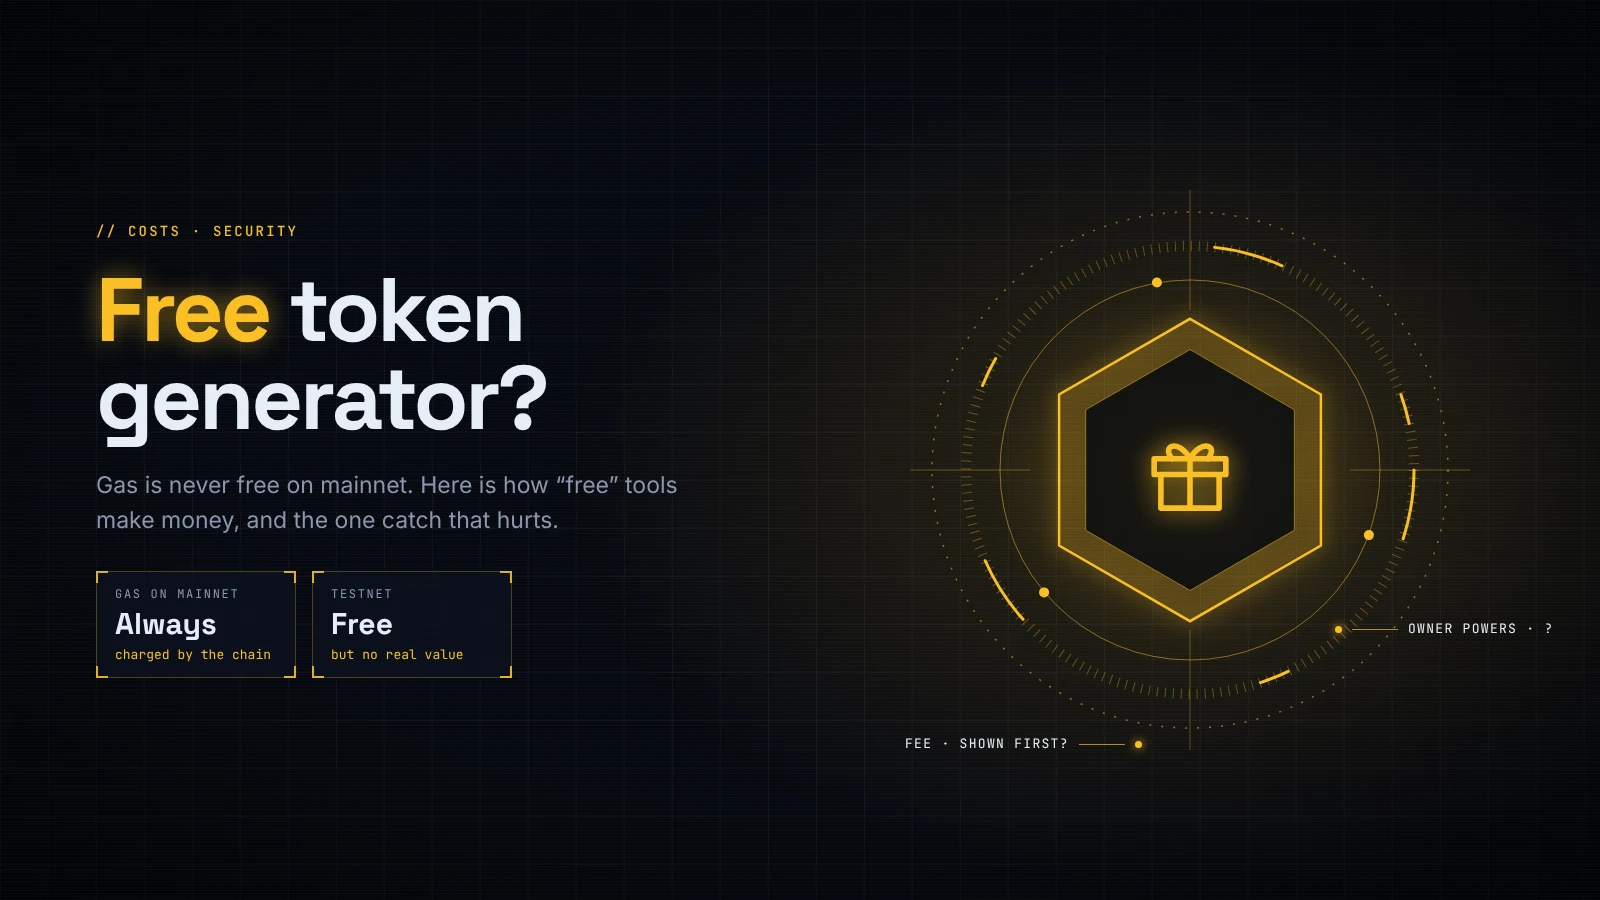 // COSTS · SECURITY
Free token
generator?
Gas is never free on mainnet. Here is how “free” tools
make money, and the one catch that hurts.
GAS ON MAINNET
Always
charged by the chain
TESTNET
Free
but no real value
OWNER POWERS · ?
FEE · SHOWN FIRST?